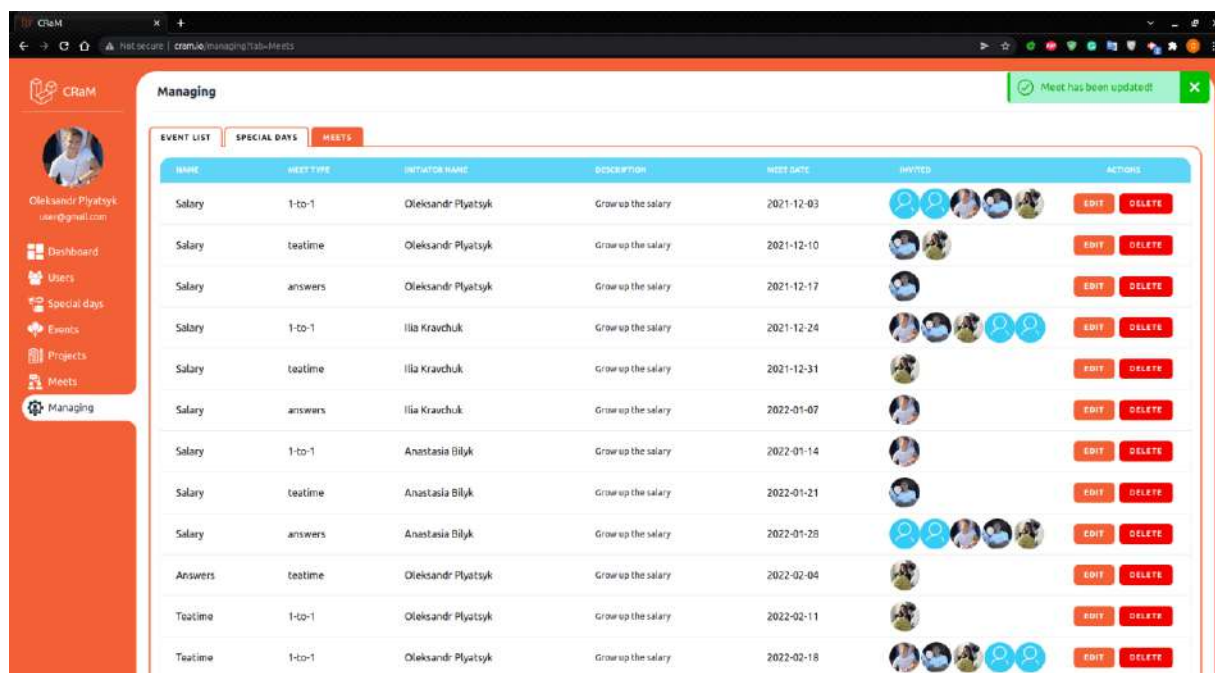 CRaM
Not secure | cram.io/managing?tab=Meets
CRaM
Managing
Meet has been updated!
EVENT LIST SPECIAL DAYS MEETS
Oleksandr Plyatsyk
user@gmail.com
Dashboard
Users
Special days
Events
Projects
Meets
Managing
NAME MEET TYPE INITIATOR NAME DESCRIPTION MEET DATE INVITED ACTIONS
Salary 1-to-1 Oleksandr Plyatsyk Grow up the salary 2021-12-03 EDIT DELETE
Salary teatime Oleksandr Plyatsyk Grow up the salary 2021-12-10 EDIT DELETE
Salary answers Oleksandr Plyatsyk Grow up the salary 2021-12-17 EDIT DELETE
Salary 1-to-1 Ilia Kravchuk Grow up the salary 2021-12-24 EDIT DELETE
Salary teatime Ilia Kravchuk Grow up the salary 2021-12-31 EDIT DELETE
Salary answers Ilia Kravchuk Grow up the salary 2022-01-07 EDIT DELETE
Salary 1-to-1 Anastasia Bilyk Grow up the salary 2022-01-14 EDIT DELETE
Salary teatime Anastasia Bilyk Grow up the salary 2022-01-21 EDIT DELETE
Salary answers Anastasia Bilyk Grow up the salary 2022-01-28 EDIT DELETE
Answers teatime Oleksandr Plyatsyk Grow up the salary 2022-02-04 EDIT DELETE
Teatime 1-to-1 Oleksandr Plyatsyk Grow up the salary 2022-02-11 EDIT DELETE
Teatime 1-to-1 Oleksandr Plyatsyk Grow up the salary 2022-02-18 EDIT DELETE